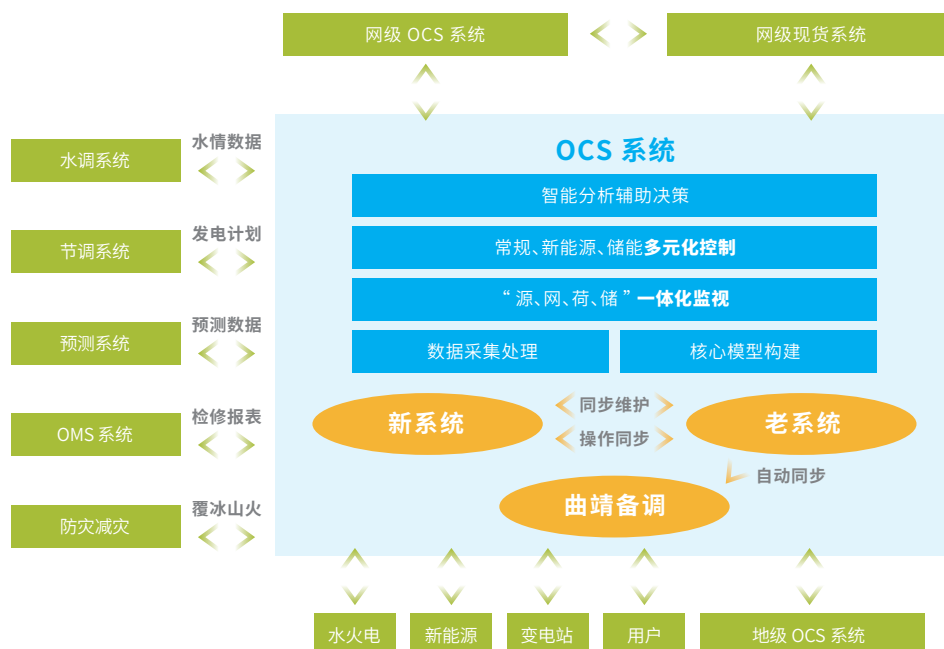 网级 OCS 系统
网级现货系统
水情数据
水调系统
发电计划
节调系统
预测数据
预测系统
检修报表
OMS 系统
覆冰山火
防灾减灾
OCS 系统
智能分析辅助决策
常规、新能源、储能多元化控制
“源、网、荷、储”一体化监视
数据采集处理
核心模型构建
新系统
同步维护
操作同步
老系统
自动同步
曲靖备调
水火电
新能源
变电站
用户
地级 OCS 系统